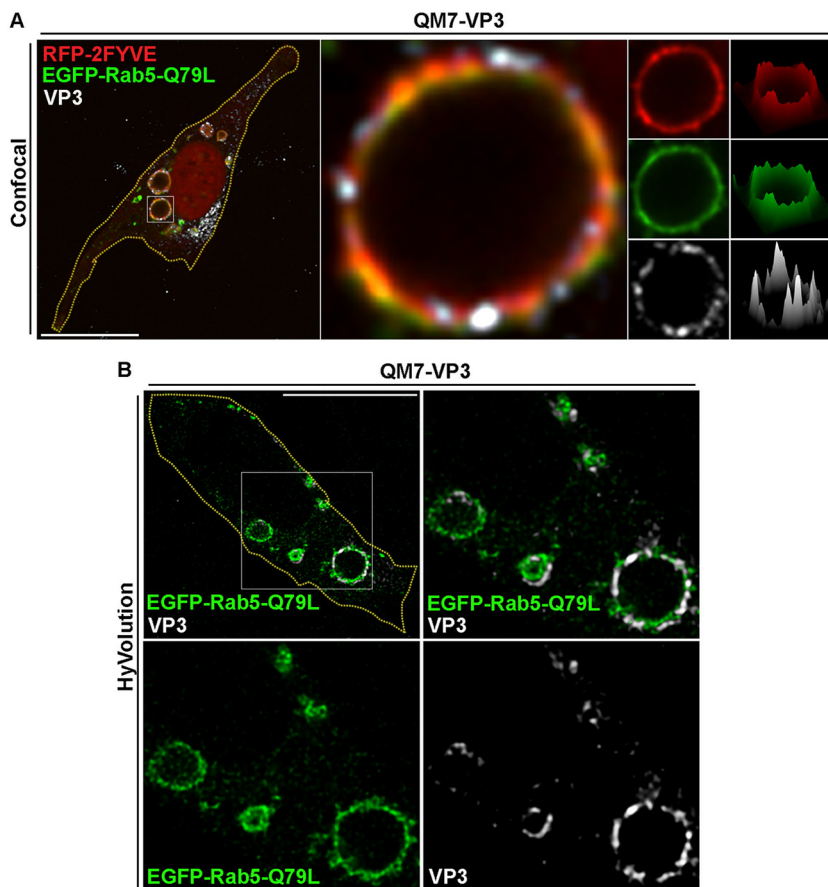 A
QM7-VP3
Confocal
RFP-2FYVE
EGFP-Rab5-Q79L
VP3
B
QM7-VP3
HyVolution
EGFP-Rab5-Q79L
VP3
EGFP-Rab5-Q79L
VP3
EGFP-Rab5-Q79L
VP3